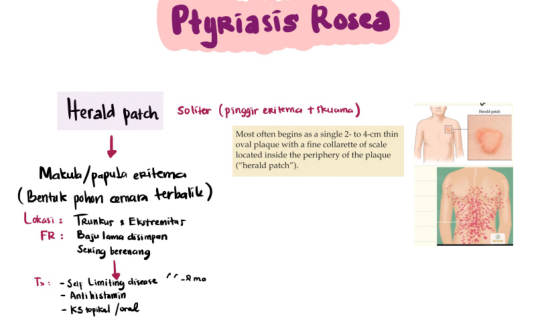 Ptyriasis Rosea
Herald patch
Soliter (pinggir eritema + skuama)
Most often begins as a single 2- to 4-cm thin
oval plaque with a fine collarette of scale
located inside the periphery of the plaque
("herald patch").
Herald patch
Makula/papula eritema
(Bentuk pohon cemara terbalik)
Lokasi : Trunkus & Ekstremitas
FR : Baju lama disimpan
Sering berenang
Tx : - Self Limiting disease
- Antihistamin
- KS topikal / oral